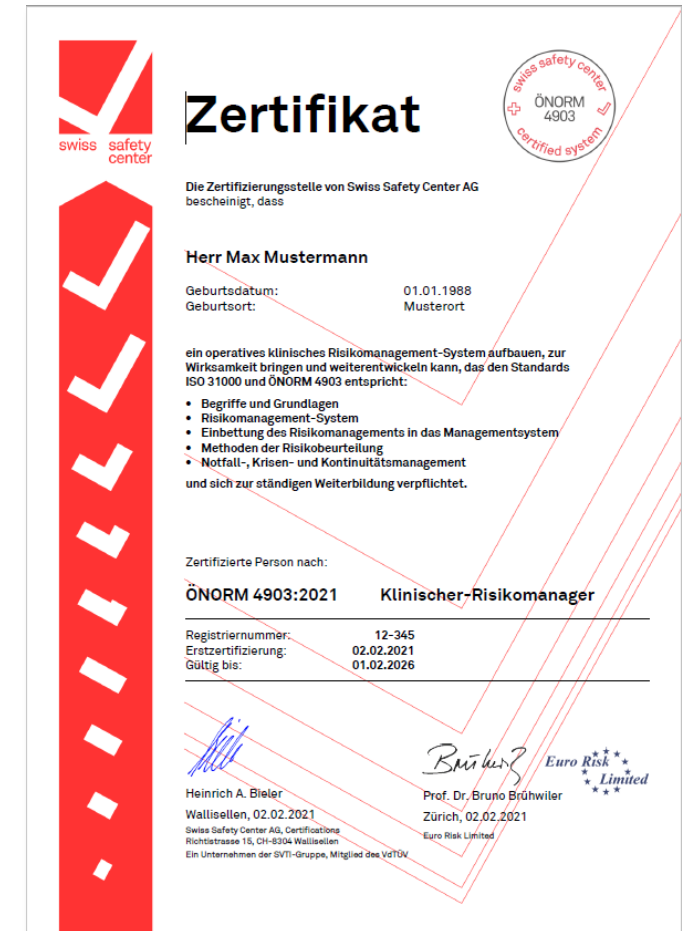 swiss safety
center
Zertifikat
swiss safety center
ÖNORM
4903
certified system
Die Zertifizierungsstelle von Swiss Safety Center AG
bescheinigt, dass
Herr Max Mustermann
Geburtsdatum: 01.01.1988
Geburtsort: Musterort
ein operatives klinisches Risikomanagement-System aufbauen, zur
Wirksamkeit bringen und weiterentwickeln kann, das den Standards
ISO 31000 und ÖNORM 4903 entspricht:
• Begriffe und Grundlagen
• Risikomanagement-System
• Einbettung des Risikomanagements in das Managementsystem
• Methoden der Risikobeurteilung
• Notfall-, Krisen- und Kontinuitätsmanagement
und sich zur ständigen Weiterbildung verpflichtet.
Zertifizierte Person nach:
ÖNORM 4903:2021 Klinischer-Risikomanager
Registriernummer: 12-345
Erstzertifizierung: 02.02.2021
Gültig bis: 01.02.2026
Euro Risk
Limited
Heinrich A. Bieler
Wallisellen, 02.02.2021
Swiss Safety Center AG, Certifications
Richtistrasse 15, CH-8304 Wallisellen
Ein Unternehmen der SVTI-Gruppe, Mitglied des VdTÜV
Prof. Dr. Bruno Brühwiler
Zürich, 02.02.2021
Euro Risk Limited